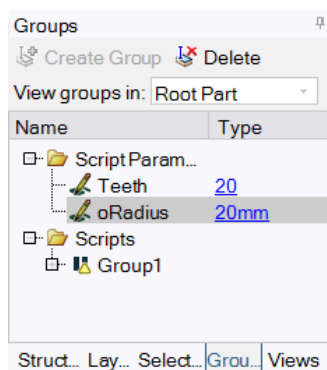 Groups
Create Group Delete
View groups in: Root Part
Name Type
Script Param...
Teeth 20
oRadius 20mm
Scripts
Group1
Struct... Lay... Select... Grou... Views